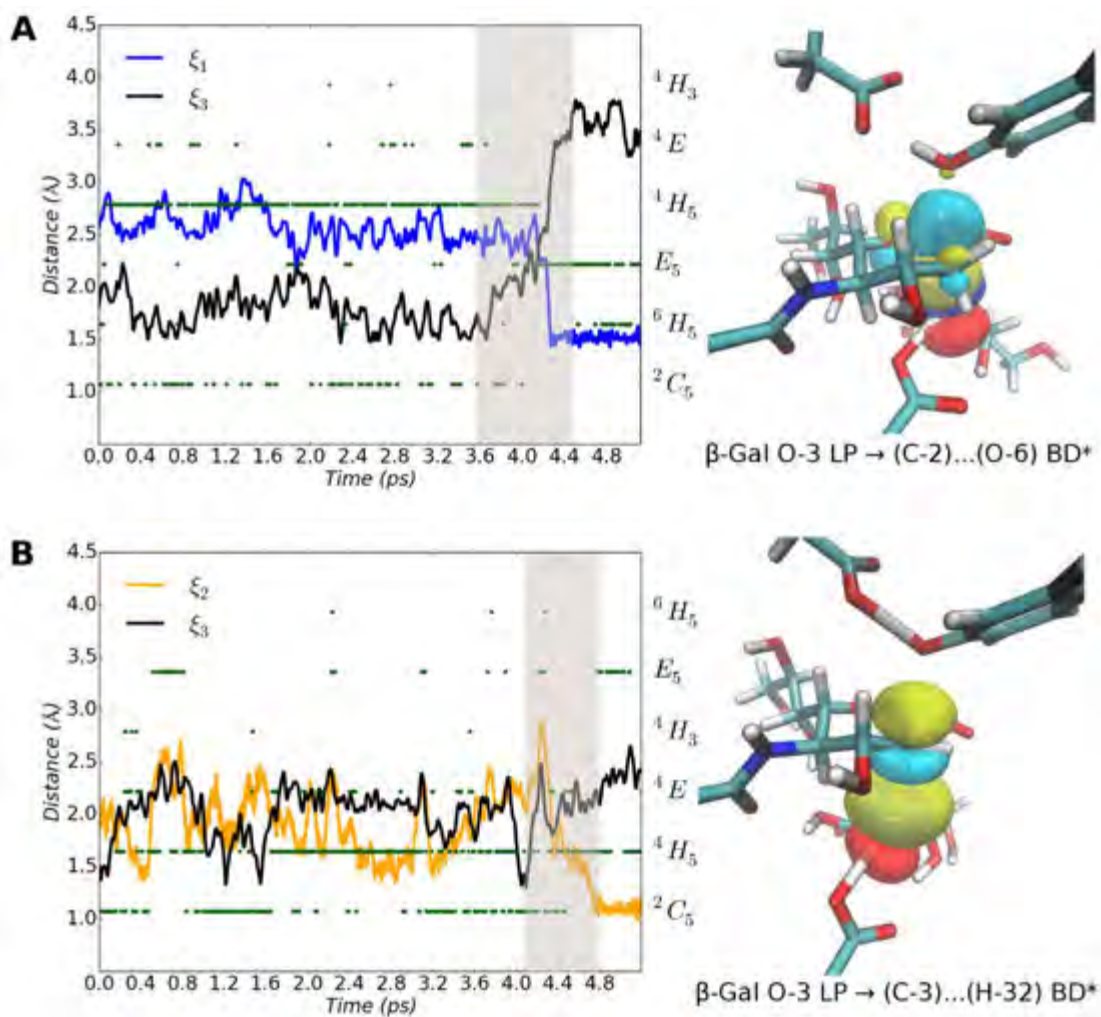 A
4.5
4.0
3.5
3.0
2.5
2.0
1.5
1.0
Distance (Å)
ξ₁
ξ₃
⁴H₃
⁴E
⁴H₅
E₅
⁶H₅
²C₅
0.0 0.4 0.8 1.2 1.6 2.0 2.4 2.8 3.2 3.6 4.0 4.4 4.8
Time (ps)
β-Gal O-3 LP → (C-2)...(O-6) BD*
B
4.5
4.0
3.5
3.0
2.5
2.0
1.5
1.0
Distance (Å)
ξ₂
ξ₃
⁶H₅
E₅
⁴H₃
⁴E
⁴H₅
²C₅
0.0 0.4 0.8 1.2 1.6 2.0 2.4 2.8 3.2 3.6 4.0 4.4 4.8
Time (ps)
β-Gal O-3 LP → (C-3)...(H-32) BD*